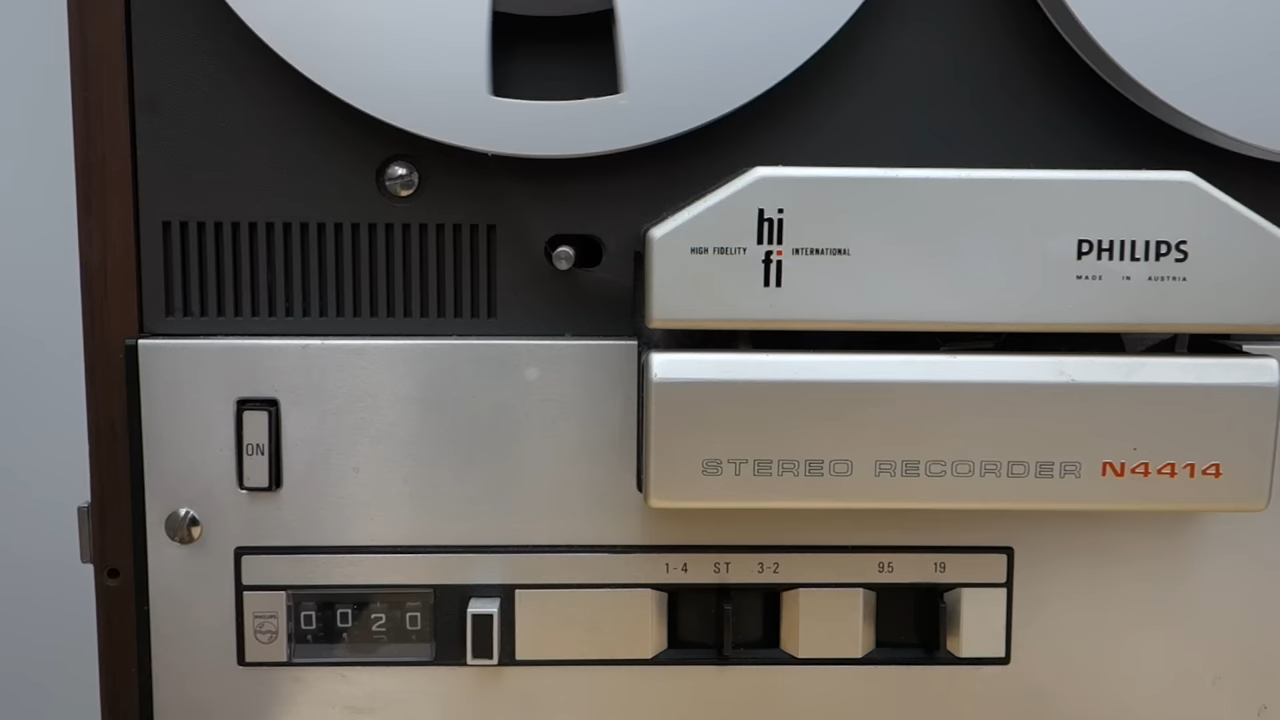 hi
HIGH FIDELITY INTERNATIONAL
fi
PHILIPS
MADE IN AUSTRIA
ON
STEREO RECORDER N4414
1-4 ST 3-2 9.5 19
PHILIPS
0020